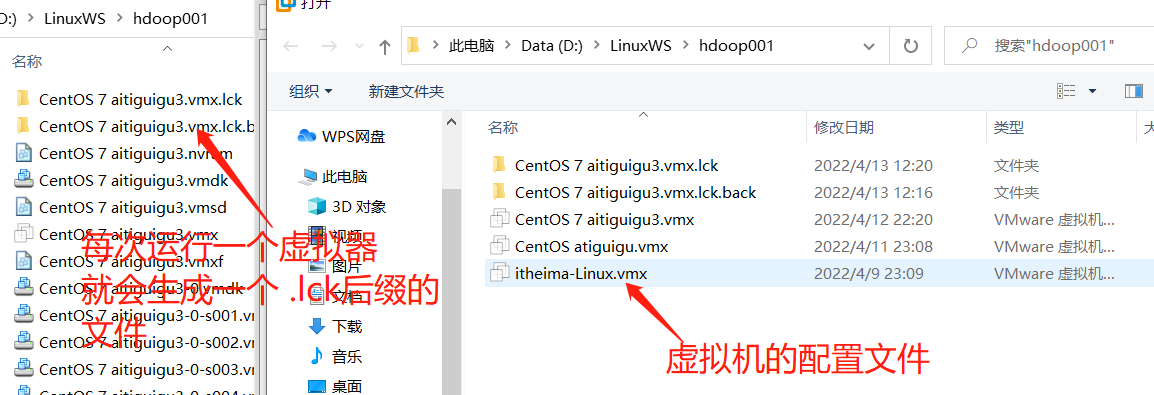 D:) > LinuxWS > hdoop001
名称
CentOS 7 aitiguigu3.vmx.lck
CentOS 7 aitiguigu3.vmx.lck.b
CentOS 7 aitiguigu3.nvram
CentOS 7 aitiguigu3.vmdk
CentOS 7 aitiguigu3.vmsd
CentOS 7 aitiguigu3.vmx
CentOS 7 aitiguigu3.vmxf
CentOS 7 aitiguigu3-0.vmdk
CentOS 7 aitiguigu3-0-s001.vr
CentOS 7 aitiguigu3-0-s002.vr
CentOS 7 aitiguigu3-0-s003.vr
每次运行一个虚拟器
就会生成一个 .lck后缀的
文件
打开
此电脑 > Data (D:) > LinuxWS > hdoop001
搜索"hdoop001"
组织
新建文件夹
WPS网盘
此电脑
3D 对象
视频
图片
文档
下载
音乐
桌面
名称 修改日期 类型 大
CentOS 7 aitiguigu3.vmx.lck 2022/4/13 12:20 文件夹
CentOS 7 aitiguigu3.vmx.lck.back 2022/4/13 12:16 文件夹
CentOS 7 aitiguigu3.vmx 2022/4/12 22:20 VMware 虚拟机...
CentOS atiguigu.vmx 2022/4/11 23:08 VMware 虚拟机...
itheima-Linux.vmx 2022/4/9 23:09 VMware 虚拟机...
虚拟机的配置文件